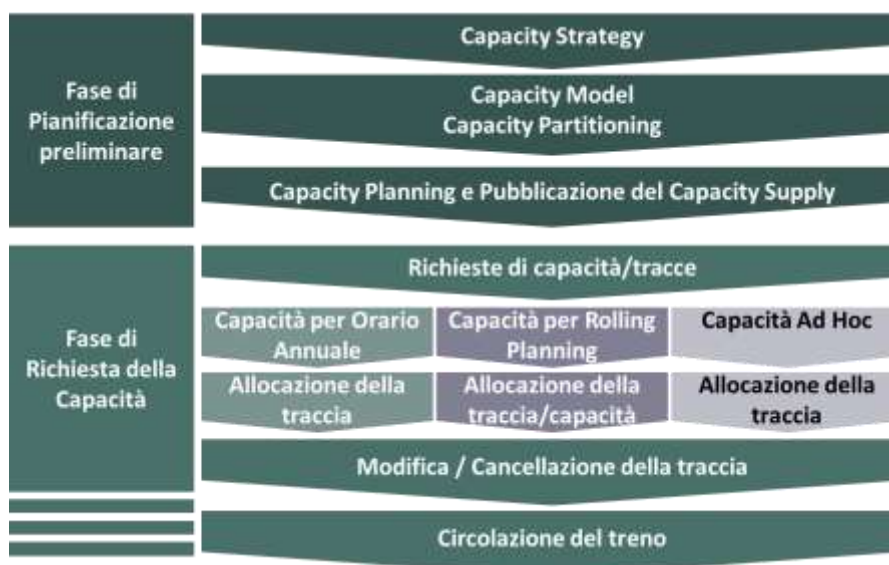 Fase di
Pianificazione
preliminare
Capacity Strategy
Capacity Model
Capacity Partitioning
Capacity Planning e Pubblicazione del Capacity Supply
Fase di
Richiesta della
Capacità
Richieste di capacità/tracce
Capacità per Orario
Annuale
Capacità per Rolling
Planning
Capacità Ad Hoc
Allocazione della
traccia
Allocazione della
traccia/capacità
Allocazione della
traccia
Modifica / Cancellazione della traccia
Circolazione del treno